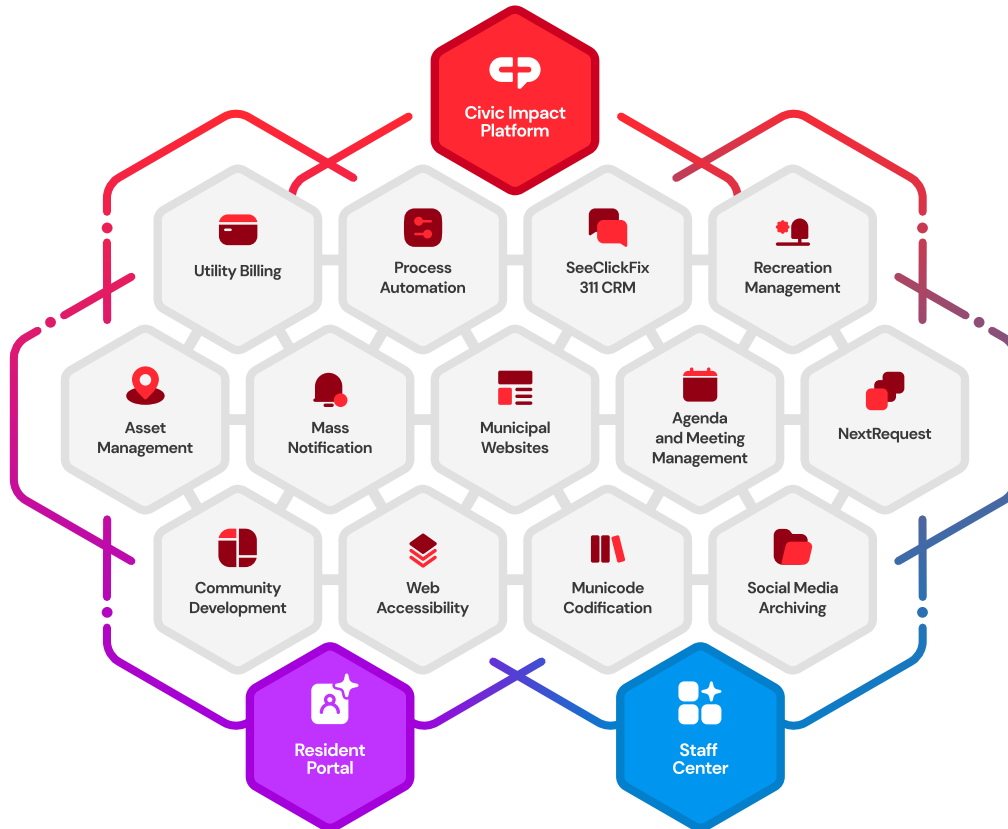 Civic Impact
Platform
Utility Billing
Process
Automation
SeeClickFix
311 CRM
Recreation
Management
Asset
Management
Mass
Notification
Municipal
Websites
Agenda
and Meeting
Management
NextRequest
Community
Development
Web
Accessibility
Municode
Codification
Social Media
Archiving
Resident
Portal
Staff
Center